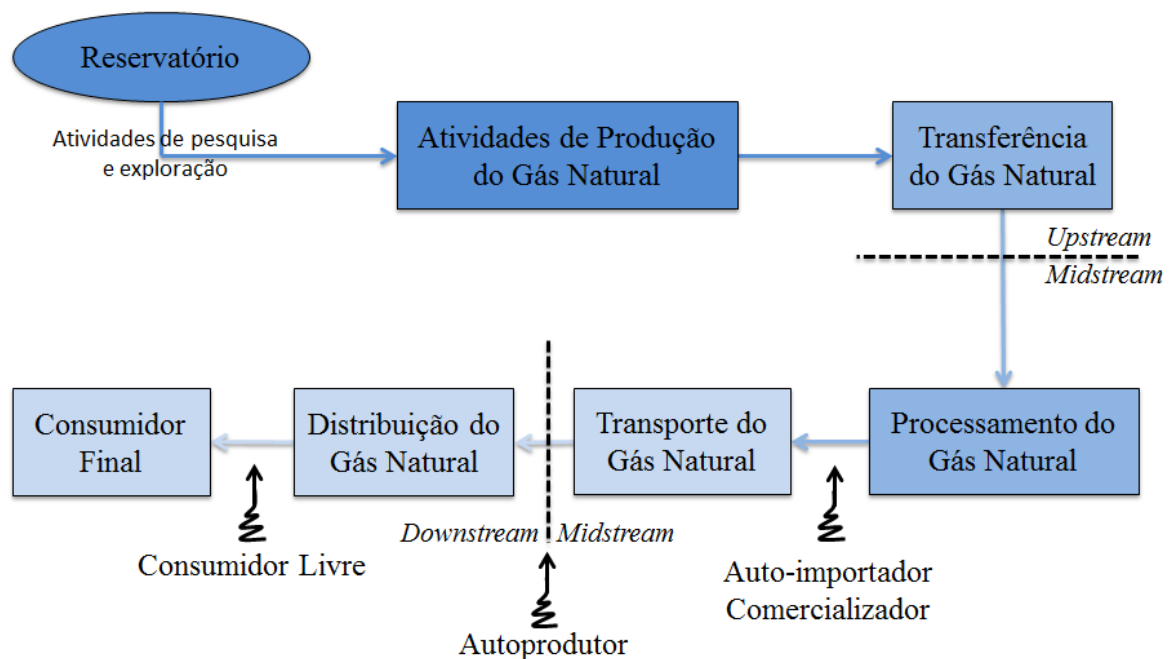 Reservatório
Atividades de pesquisa
e exploração
Atividades de Produção
do Gás Natural
Transferência
do Gás Natural
Upstream
Midstream
Consumidor
Final
Distribuição do
Gás Natural
Transporte do
Gás Natural
Processamento do
Gás Natural
Downstream
Midstream
Consumidor Livre
Autoprodutor
Auto-importador
Comercializador